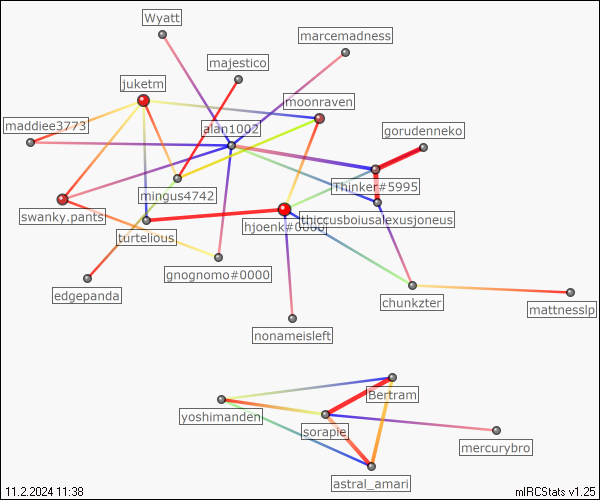 Wyatt
marcemadness
majestico
juketm
moonraven
maddiee3773
alan1002
gorudenneko
Thinker#5995
mingus4742
swanky.pants
hjoenk#0000
thiccusboiusalexusjoneus
turtelious
gnognomo#0000
edgepanda
chunkzter
mattnesslp
nonameisleft
Bertram
yoshimanden
sorapie
mercurybro
astral_amari
11.2.2024 11:38
mIRCStats v1.25